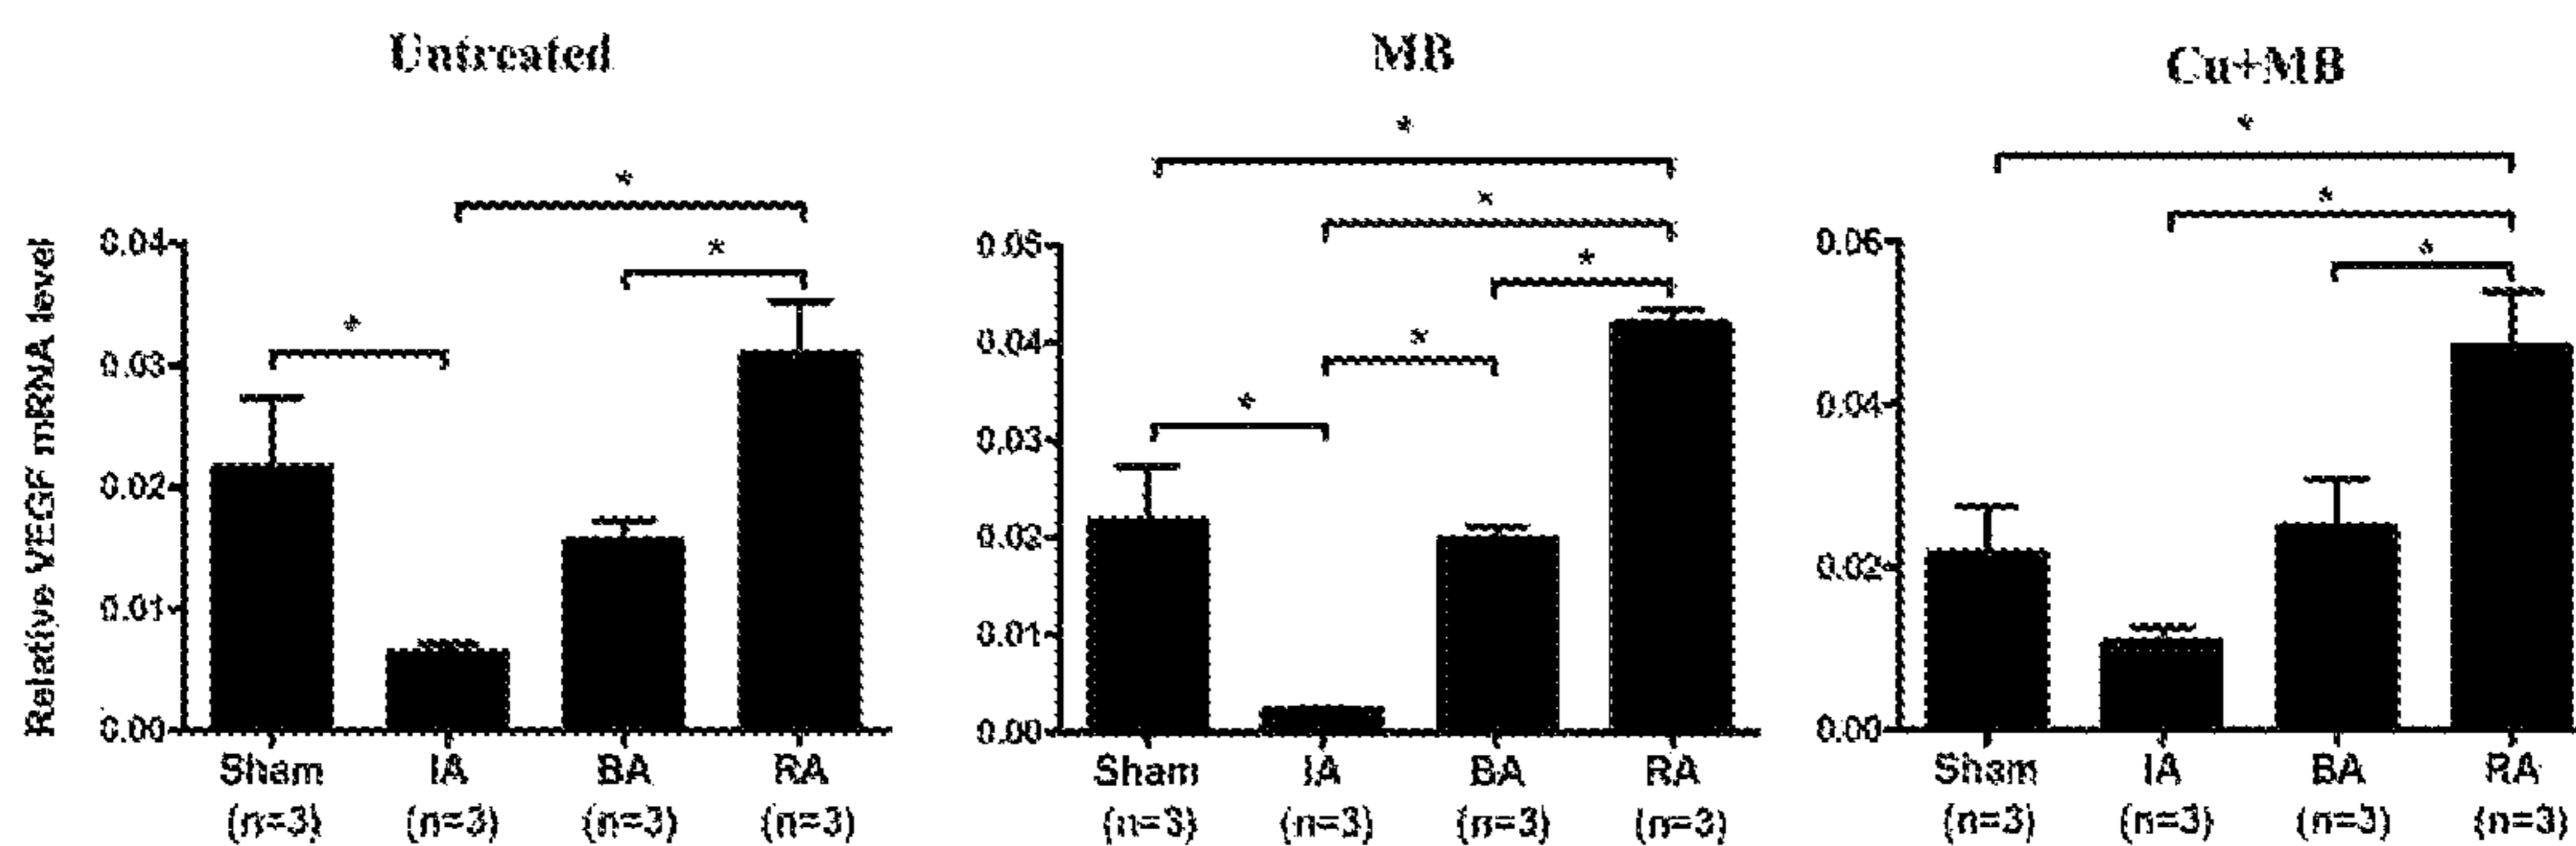 Untreated
MB
Cu+MB
*
*
*
*
*
*
*
*
*
*
*
Relative VEGF mRNA level
0.04
0.03
0.02
0.01
0.00
Sham IA BA RA
(n=3) (n=3) (n=3) (n=3)
0.05
0.04
0.03
0.02
0.01
0.00
Sham IA BA RA
(n=3) (n=3) (n=3) (n=3)
0.06
0.04
0.02
0.00
Sham IA BA RA
(n=3) (n=3) (n=3) (n=3)